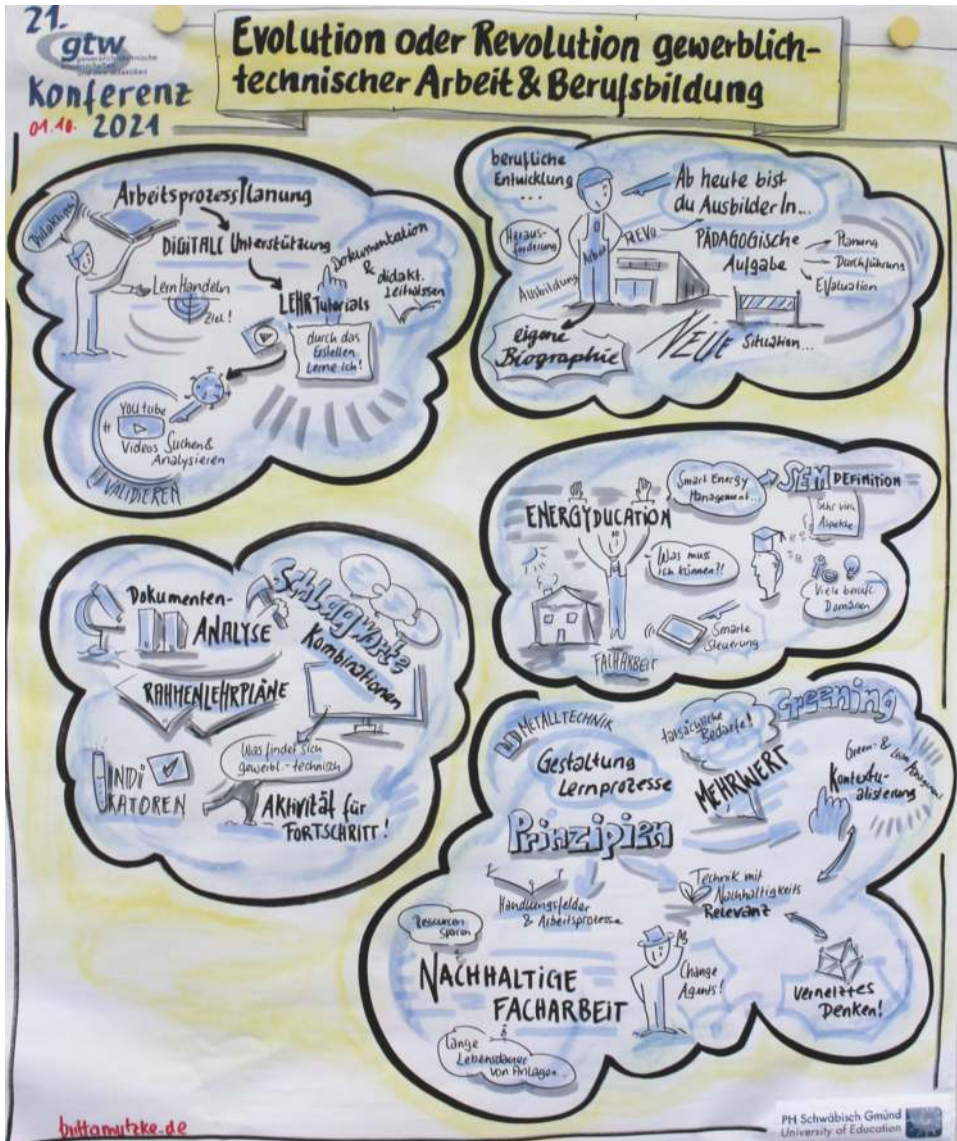 21.
gtw
Konferenz
01.10. 2021
Evolution oder Revolution gewerblich-
technischer Arbeit & Berufsbildung
ArbeitsprozessPlanung
DIGITALE Unterstützung
Dokumentation
& didakt.
Leitwissen
LernHandeln
Ziel!
LEHRTutorials
durch das
Erstellen
Lerne ich!
YouTube
#
Videos Suchen &
Analysieren
VALIDIEREN
berufliche
Entwicklung
...
Ab heute bist
du AusbilderIn...
Heraus-
forderung
Arbeit
REVO.
Ausbildung
PÄDAGOGISCHE
Aufgabe
Planung
Durchführung
Evaluation
eigene
Biographie
NEUE Situation...
ENERGYDUCATION
Smart Energy
Management...
SEM DEFinition
Sehr viele
Aspekte
Was muss
ich können?!
Viele berufl.
Domänen
Smarte
Steuerung
FACHARBEIT
Dokumenten-
ANALYSE
Schlagworte
Kombinationen
RAHMENLEHRPLÄNE
Was findet sich
gewerbl.-technisch
INDI
KATOREN
AKTIVITÄT für
FORTSCHRITT!
METALLTECHNIK
tatsächliche
Bedarfe!
Greening
Gestaltung
Lernprozesse
MEHRWERT
Green- &
Kontextu-
alisierung
Prinzipien
Handlungsfelder
& Arbeitsprozesse
Technik mit
Nachhaltigkeits
Relevanz
Ressourcen
Sparen
NACHHALTIGE
FACHARBEIT
Change
Agents!
Vernetztes
Denken!
lange
Lebensdauer
von Anlagen
brittamutzke.de
PH Schwäbisch Gmünd
University of Education